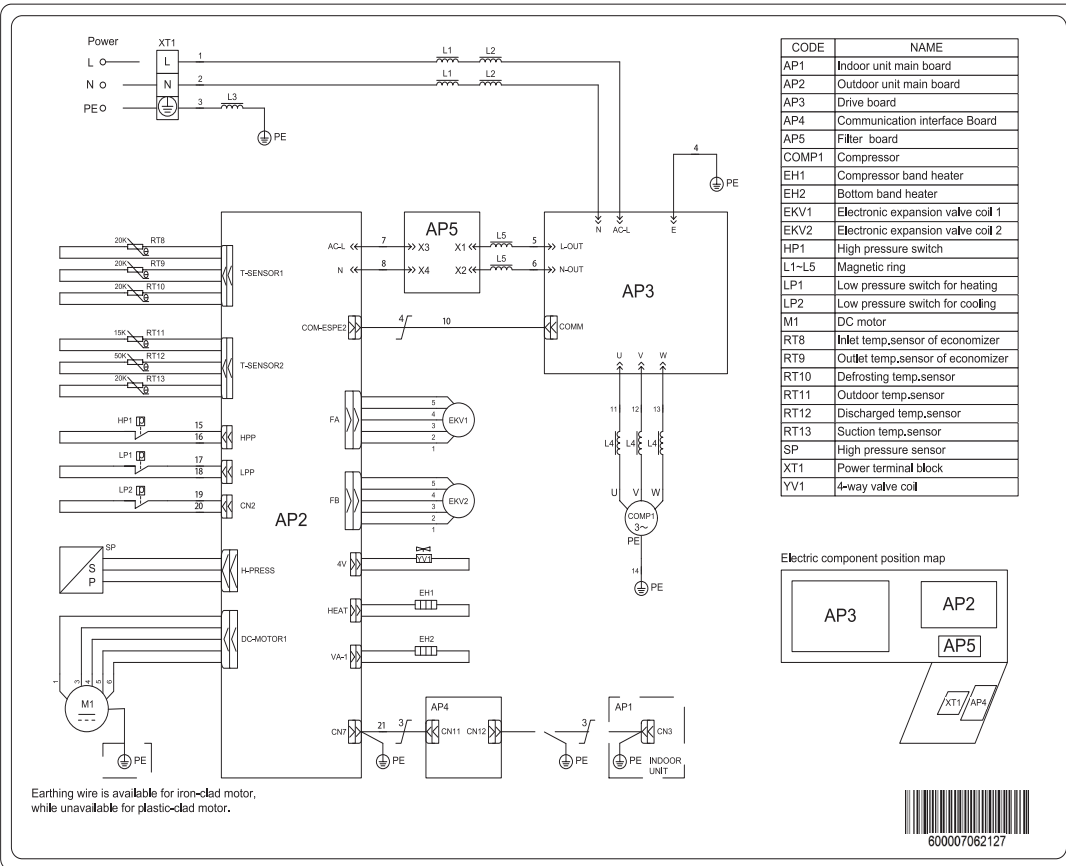 Power
XT1
L
L
1
L1
L2
N
N
2
L1
L2
PE
3
L3
PE
4
PE
AP2
AC-L
7
N
8
AP5
X3
X1
X4
X2
L5
5
L5
6
N
AC-L
E
L-OUT
N-OUT
AP3
COMM
U
V
W
COM-ESPE2
4
10
20K
RT8
20K
RT9
20K
RT10
T-SENSOR1
15K
RT11
50K
RT12
20K
RT13
T-SENSOR2
HP1
P
15
16
HPP
LP1
P
17
18
LPP
LP2
P
19
20
CN2
SP
S
P
H-PRESS
DC-MOTOR1
1
3
4
5
6
M1
PE
FA
5
4
3
2
1
EKV1
FB
5
4
3
2
1
EKV2
4V
YV1
HEAT
EH1
VA-1
EH2
CN7
21
3
PE
AP4
CN11
CN12
3
PE
AP1
CN3
PE
INDOOR
UNIT
11
12
13
L4
L4
L4
U
V
W
COMP1
3~
PE
14
PE
Earthing wire is available for iron-clad motor,
while unavailable for plastic-clad motor.
CODE NAME
AP1 Indoor unit main board
AP2 Outdoor unit main board
AP3 Drive board
AP4 Communication interface Board
AP5 Filter board
COMP1 Compressor
EH1 Compressor band heater
EH2 Bottom band heater
EKV1 Electronic expansion valve coil 1
EKV2 Electronic expansion valve coil 2
HP1 High pressure switch
L1~L5 Magnetic ring
LP1 Low pressure switch for heating
LP2 Low pressure switch for cooling
M1 DC motor
RT8 Inlet temp.sensor of economizer
RT9 Outlet temp.sensor of economizer
RT10 Defrosting temp.sensor
RT11 Outdoor temp.sensor
RT12 Discharged temp.sensor
RT13 Suction temp.sensor
SP High pressure sensor
XT1 Power terminal block
YV1 4-way valve coil
Electric component position map
AP3
AP2
AP5
XT1
AP4
600007062127